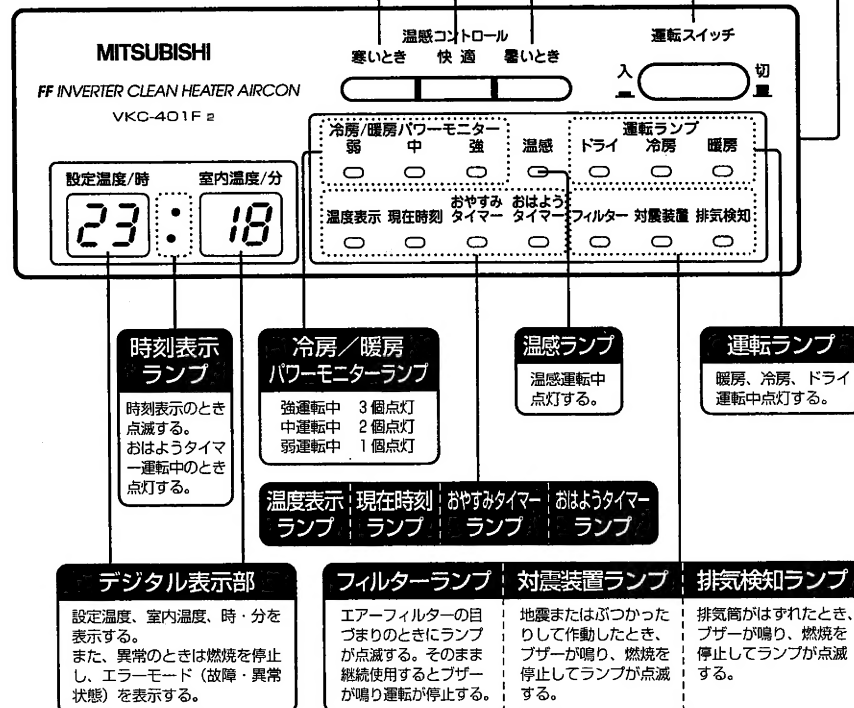 温感コントロール
運転スイッチ
寒いとき 快適 暑いとき
入 切
MITSUBISHI
FF INVERTER CLEAN HEATER AIRCON
VKC-401F 2
冷房/暖房パワーモニター
弱 中 強
温感
運転ランプ
ドライ 冷房 暖房
設定温度/時 室内温度/分
23 : 18
温度表示 現在時刻
おやすみ
タイマー
おはよう
タイマー
フィルター 対震装置 排気検知
時刻表示
ランプ
時刻表示のとき
点滅する。
おはようタイマ
ー運転中のとき
点灯する。
冷房/暖房
パワーモニターランプ
強運転中 3個点灯
中運転中 2個点灯
弱運転中 1個点灯
温感ランプ
温感運転中
点灯する。
運転ランプ
暖房、冷房、ドライ
運転中点灯する。
温度表示
ランプ
現在時刻
ランプ
おやすみタイマー
ランプ
おはようタイマー
ランプ
デジタル表示部
設定温度、室内温度、時・分を
表示する。
また、異常のときは燃焼を停止
し、エラーモード(故障・異常
状態)を表示する。
フィルターランプ
エアーフィルターの目
づまりのときにランプ
が点滅する。そのまま
継続使用するとブザー
が鳴り運転が停止する。
対震装置ランプ
地震またはぶつかった
りして作動したとき、
ブザーが鳴り、燃焼を
停止してランプが点滅
する。
排気検知ランプ
排気筒がはずれたとき、
ブザーが鳴り、燃焼を
停止してランプが点滅
する。